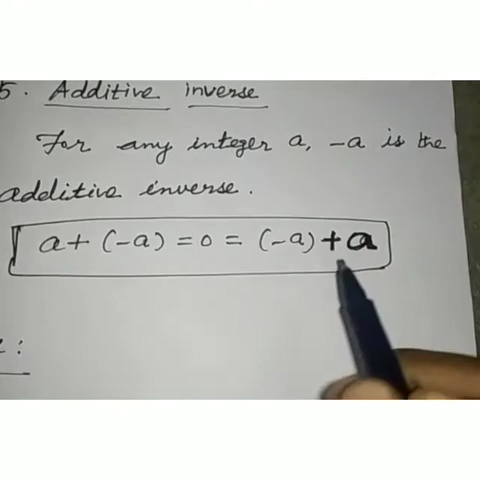 5. Additive inverse
For any integer a, -a is the
additive inverse.
a + (-a) = 0 = (-a) + a
: